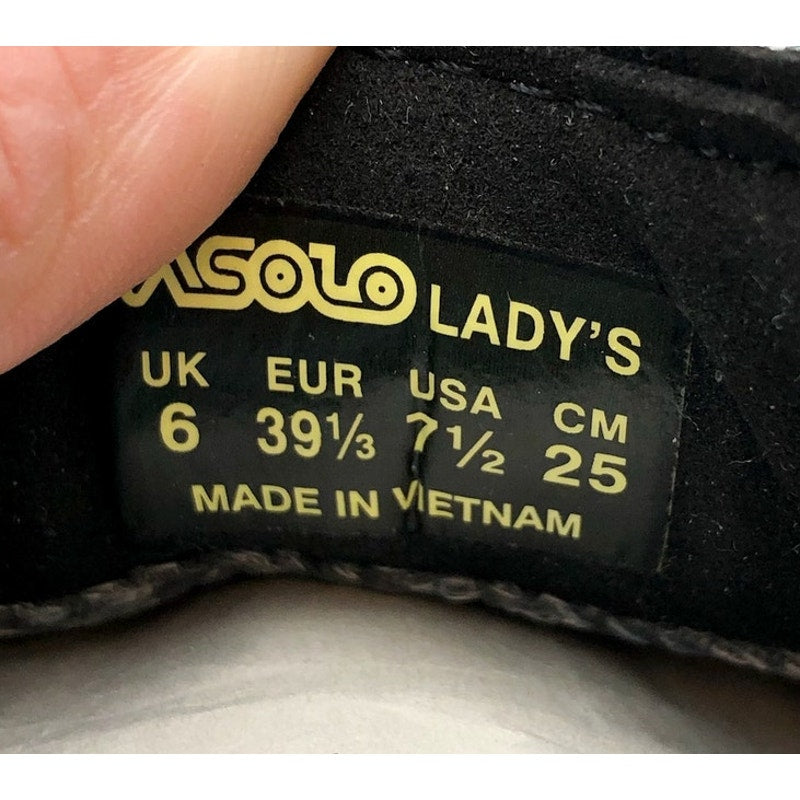 ASOLO LADY'S
UK EUR USA CM
6 39⅓ 7½ 25
MADE IN VIETNAM